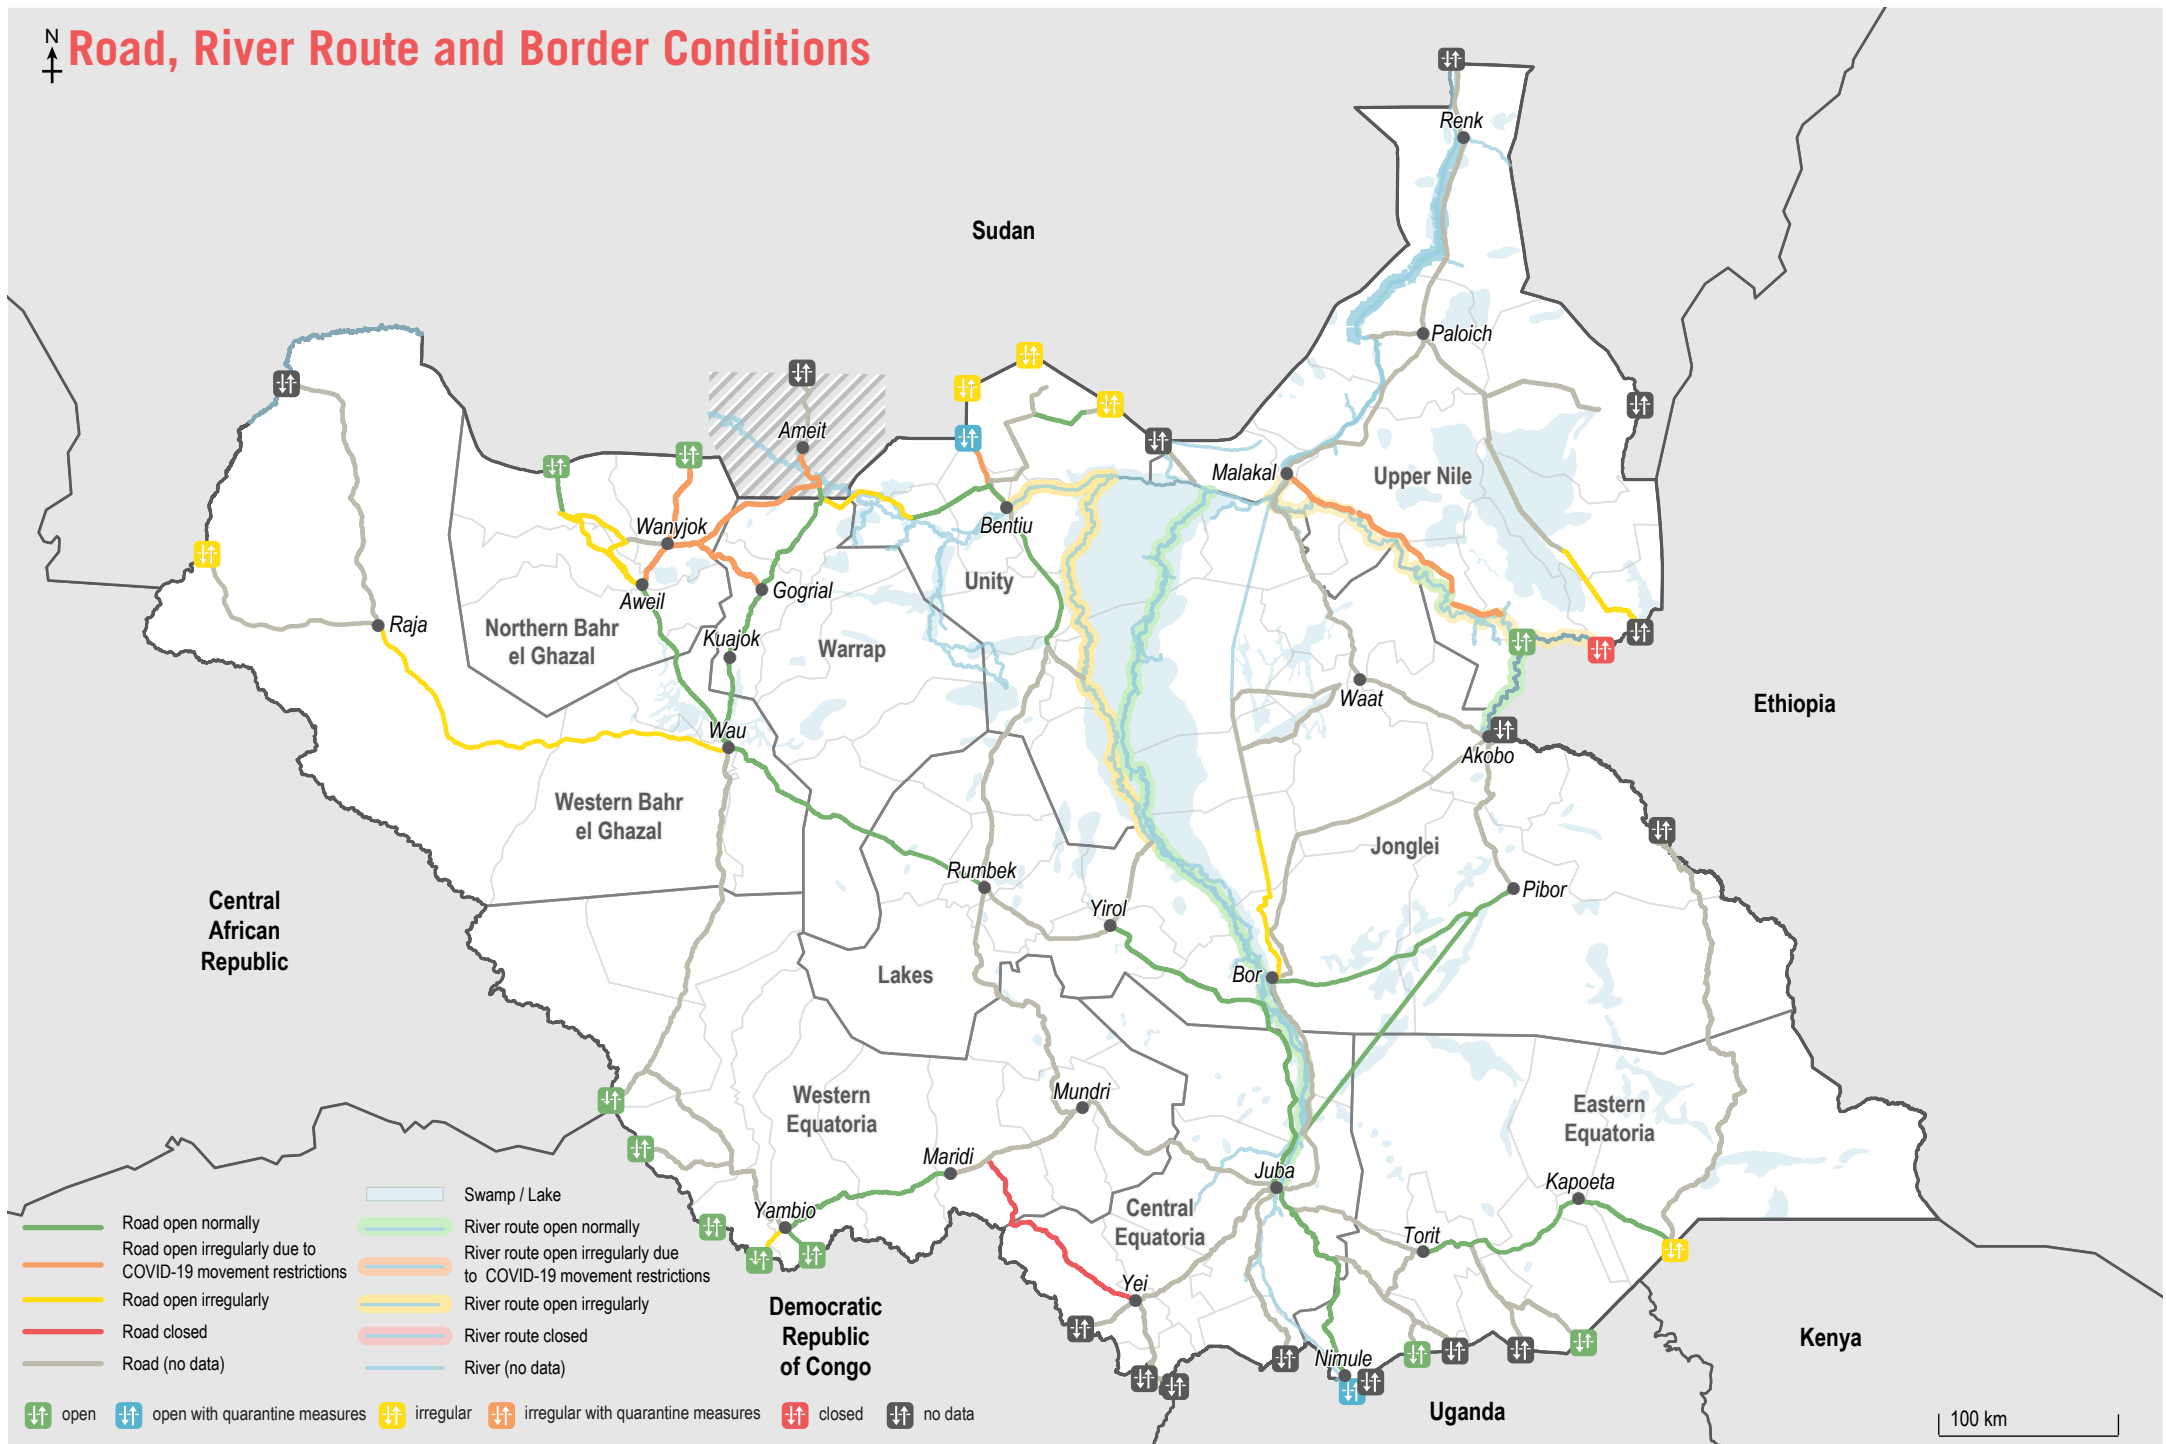 N
Road, River Route and Border Conditions
Renk
Sudan
Paloich
Ameit
Malakal
Upper Nile
Wanyjok
Bentiu
Unity
Aweil
Gogrial
Raja
Northern Bahr
el Ghazal
Kuajok
Warrap
Waat
Ethiopia
Wau
Akobo
Western Bahr
el Ghazal
Jonglei
Rumbek
Pibor
Yirol
Central
African
Republic
Lakes
Bor
Mundri
Western
Equatoria
Eastern
Equatoria
Maridi
Juba
Kapoeta
Yambio
Central
Equatoria
Torit
Yei
Democratic
Republic
of Congo
Kenya
Nimule
Uganda
Road open normally
Road open irregularly due to
COVID-19 movement restrictions
Road open irregularly
Road closed
Road (no data)
Swamp / Lake
River route open normally
River route open irregularly due
to COVID-19 movement restrictions
River route open irregularly
River route closed
River (no data)
open
open with quarantine measures
irregular
irregular with quarantine measures
closed
no data
100 km